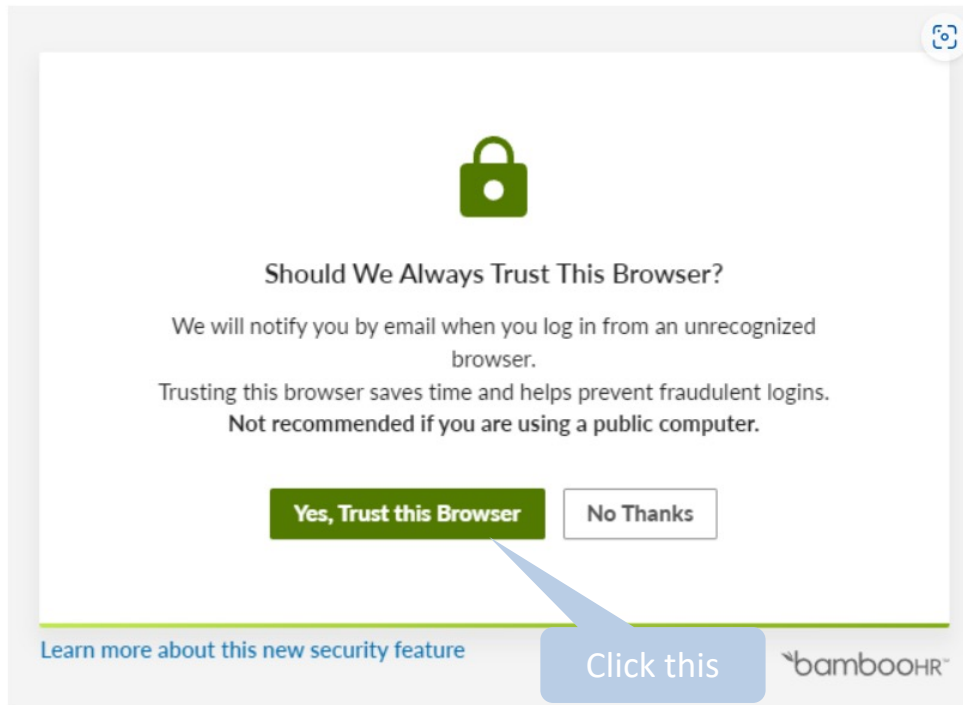 Should We Always Trust This Browser?
We will notify you by email when you log in from an unrecognized
browser.
Trusting this browser saves time and helps prevent fraudulent logins.
Not recommended if you are using a public computer.
Yes, Trust this Browser
No Thanks
Learn more about this new security feature
Click this
bambooHR™